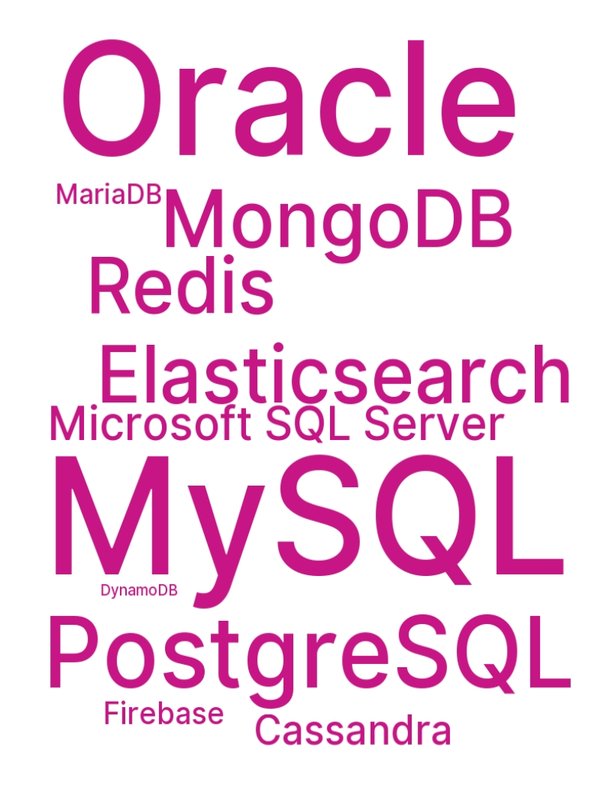 Oracle
MariaDB
MongoDB
Redis
Elasticsearch
Microsoft SQL Server
MySQL
DynamoDB
PostgreSQL
Firebase
Cassandra